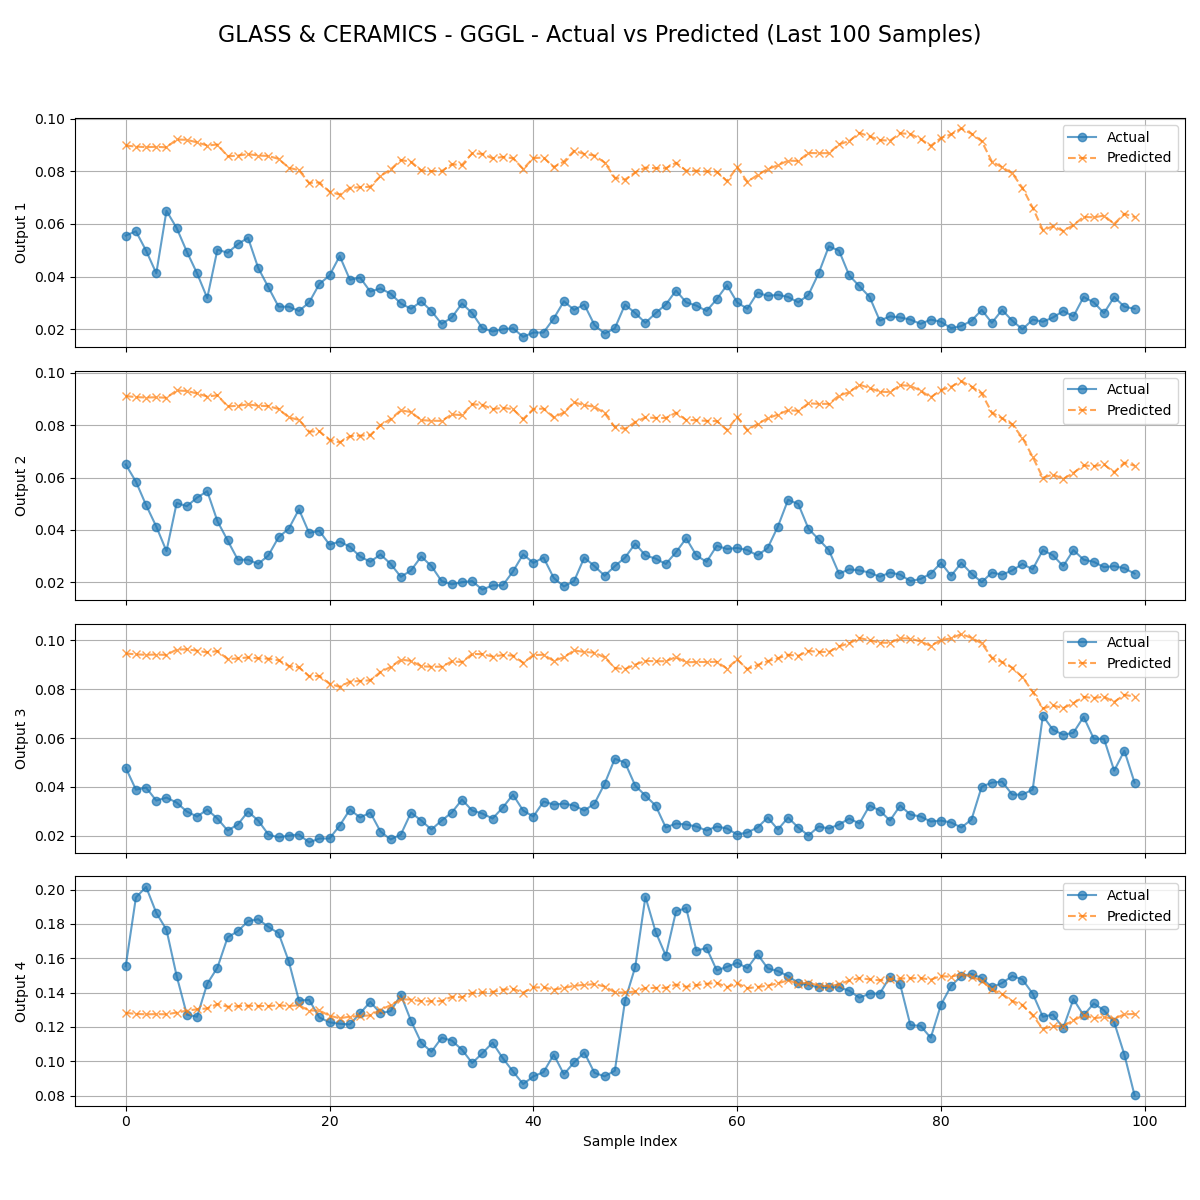 GLASS & CERAMICS - GGGL - Actual vs Predicted (Last 100 Samples)
0.10
0.08
0.06
0.04
0.02
Output 1
Actual
Predicted
0.10
0.08
0.06
0.04
0.02
Output 2
Actual
Predicted
0.10
0.08
0.06
0.04
0.02
Output 3
Actual
Predicted
0.20
0.18
0.16
0.14
0.12
0.10
0.08
Output 4
Actual
Predicted
0 20 40 60 80 100
Sample Index